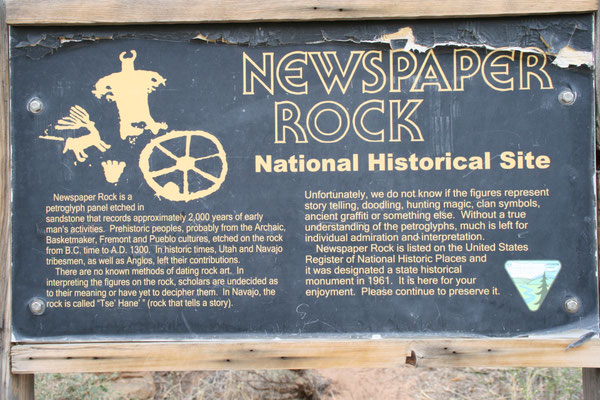 NEWSPAPER
ROCK
National Historical Site
Newspaper Rock is a
petroglyph panel etched in
sandstone that records approximately 2,000 years of early
man's activities. Prehistoric peoples, probably from the Archaic,
Basketmaker, Fremont and Pueblo cultures, etched on the rock
from B.C. time to A.D. 1300. In historic times, Utah and Navajo
tribesmen, as well as Anglos, left their contributions.
There are no known methods of dating rock art. In
interpreting the figures on the rock, scholars are undecided as
to their meaning or have yet to decipher them. In Navajo, the
rock is called "Tse' Hane' " (rock that tells a story).
Unfortunately, we do not know if the figures represent
story telling, doodling, hunting magic, clan symbols,
ancient graffiti or something else. Without a true
understanding of the petroglyphs, much is left for
individual admiration and interpretation.
Newspaper Rock is listed on the United States
Register of National Historic Places and
it was designated a state historical
monument in 1961. It is here for your
enjoyment. Please continue to preserve it.